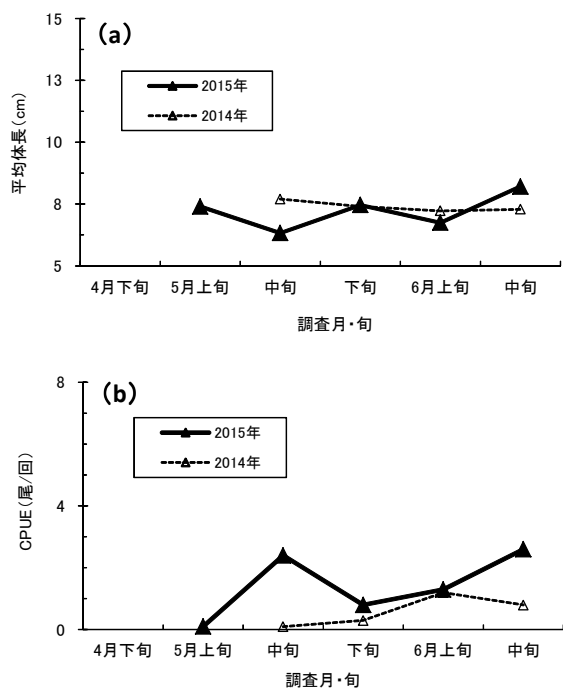 (a)
15
13
10
8
5
平均体長(cm)
2015年
2014年
4月下旬 5月上旬 中旬 下旬 6月上旬 中旬
調査月・旬
(b)
8
4
0
CPUE(尾/回)
2015年
2014年
4月下旬 5月上旬 中旬 下旬 6月上旬 中旬
調査月・旬